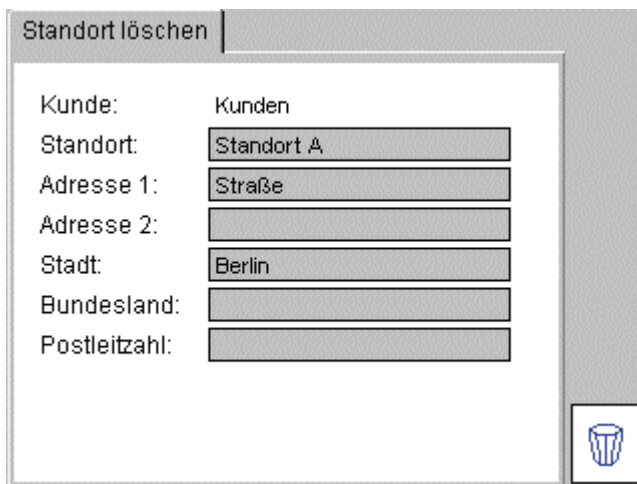 Standort löschen
Kunde: Kunden
Standort: Standort A
Adresse 1: Straße
Adresse 2:
Stadt: Berlin
Bundesland:
Postleitzahl: